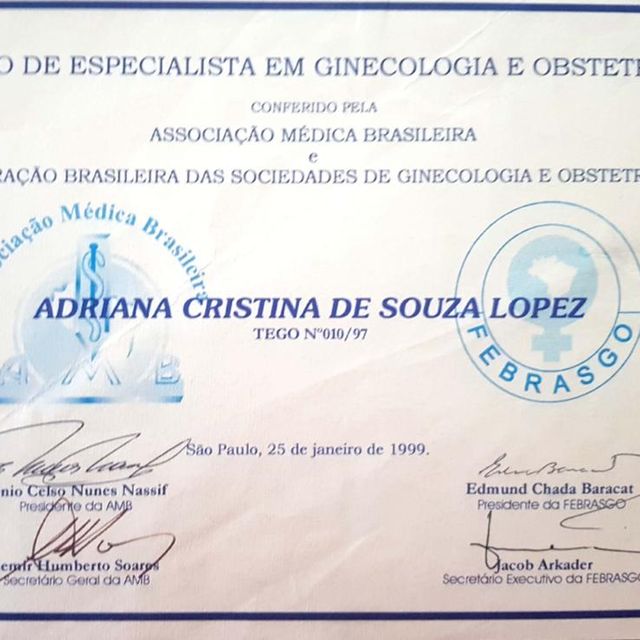 O DE ESPECIALISTA EM GINECOLOGIA E OBSTET
CONFERIDO PELA
ASSOCIAÇÃO MÉDICA BRASILEIRA
e
RAÇÃO BRASILEIRA DAS SOCIEDADES DE GINECOLOGIA E OBSTETR
ciação Médica Brasileira
ADRIANA CRISTINA DE SOUZA LOPEZ
TEGO Nº010/97
AMB
FEBRASGO
São Paulo, 25 de janeiro de 1999.
nio Celso Nunes Nassif
Presidente da AMB
Edmund Chada Baracat
Presidente da FEBRASGO
emir Humberto Soares
Secretário Geral da AMB
Jacob Arkader
Secretário Executivo da FEBRASGO